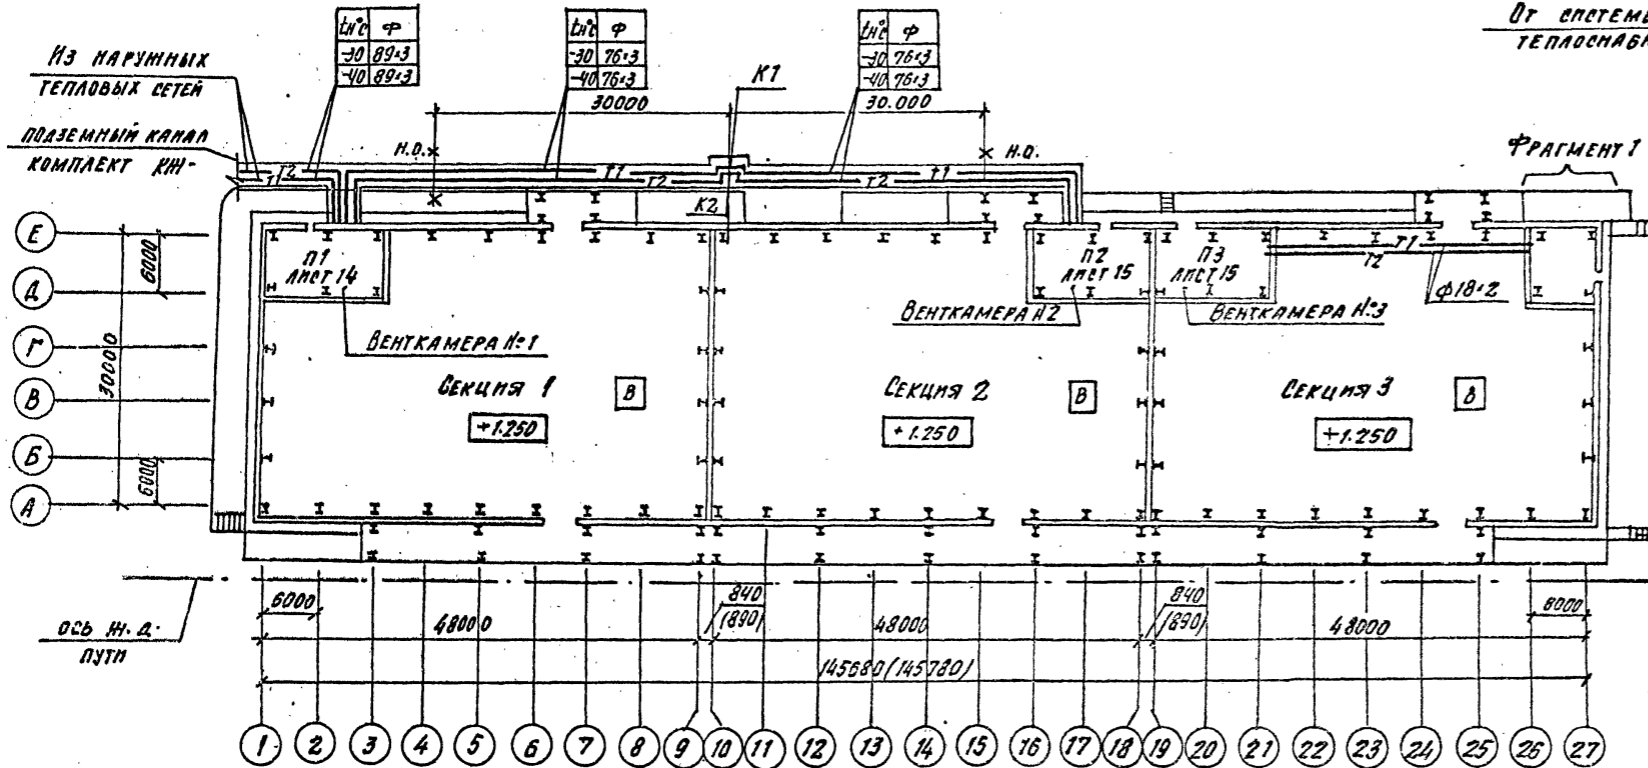 tн°с ф
-30 89×3
-40 89×3
tн°с ф
-30 76×3
-40 76×3
tн°с ф
-30 76×3
-40 76×3
От системы
Из наружных
тепловых сетей
К1
30000
30.000
подземный канал
комплект КЖ-
Н.О.
Н.О.
Фрагмент 1
Т2
Т1
Т1
Т2
Т1
Т2
К2
Е
Д
Г
В
Б
А
6000
30000
6000
П1
лист 14
П2
лист 15
П3
лист 15
Т1
Т2
ф18×2
Венткамера №1
Венткамера №2
Венткамера №3
Секция 1
В
Секция 2
В
Секция 3
В
+1.250
+1.250
+1.250
ось ж.д.
пути
6000
840
(890)
840
(890)
6000
48000
48000
48000
145680 (145780)
1 2 3 4 5 6 7 8 9 10 11 12 13 14 15 16 17 18 19 20 21 22 23 24 25 26 27